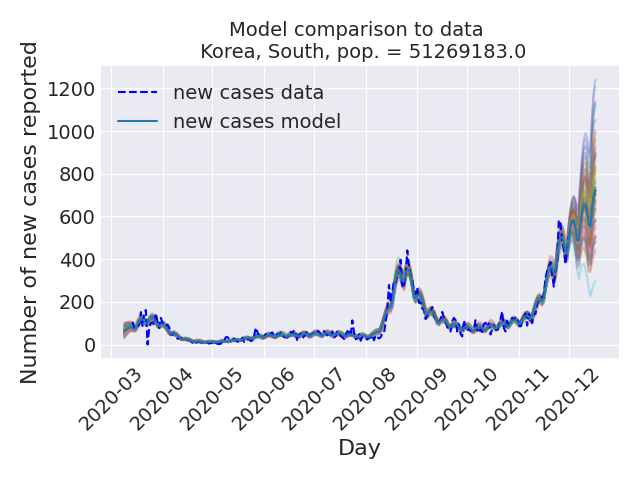 Model comparison to data
Korea, South, pop. = 51269183.0
Number of new cases reported
1200
1000
800
600
400
200
0
new cases data
new cases model
2020-03
2020-04
2020-05
2020-06
2020-07
2020-08
2020-09
2020-10
2020-11
2020-12
Day